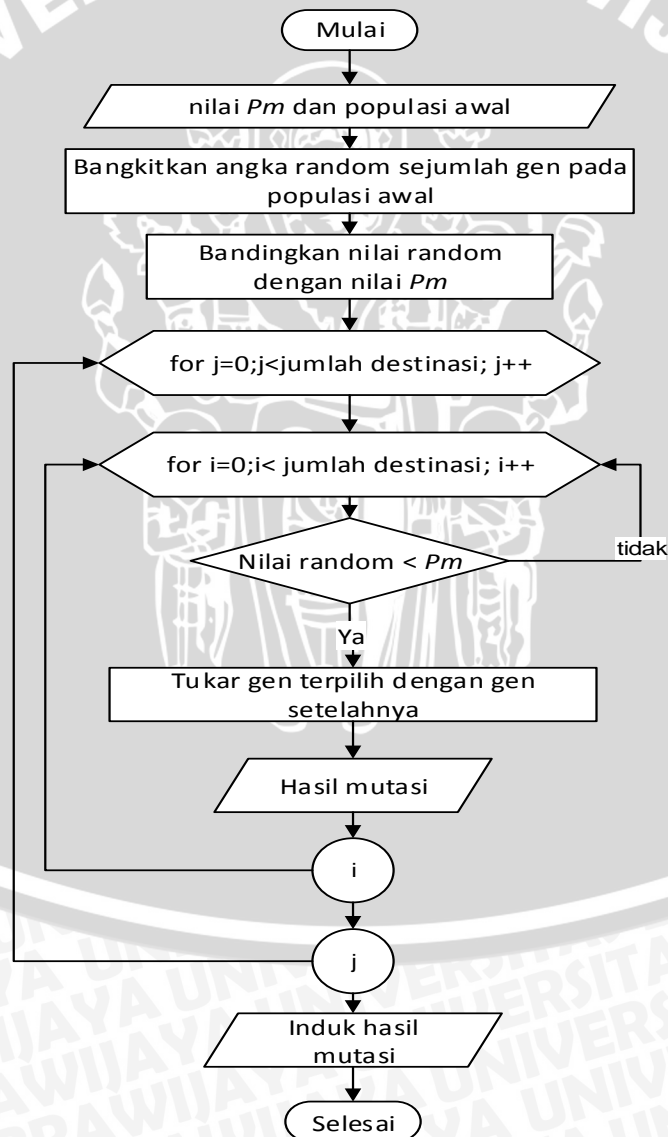 Mulai
nilai Pm dan populasi awal
Bangkitkan angka random sejumlah gen pada
populasi awal
Bandingkan nilai random
dengan nilai Pm
for j=0;j<jumlah destinasi; j++
for i=0;i< jumlah destinasi; i++
Nilai random < Pm
tidak
Ya
Tukar gen terpilih dengan gen
setelahnya
Hasil mutasi
i
j
Induk hasil
mutasi
Selesai